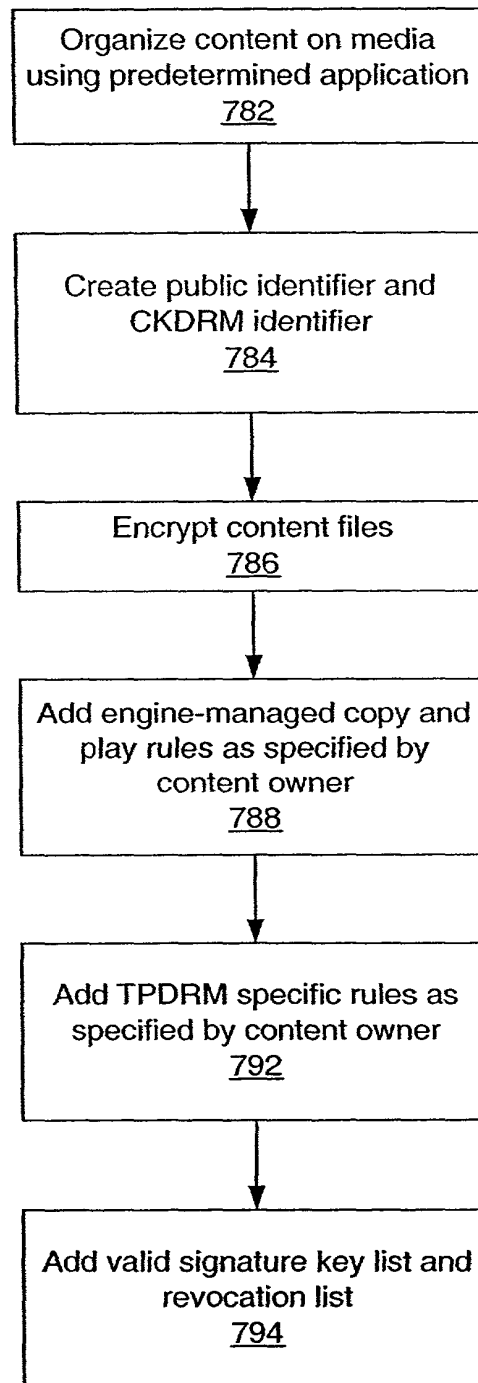 Organize content on media
using predetermined application
782
Create public identifier and
CKDRM identifier
784
Encrypt content files
786
Add engine-managed copy and
play rules as specified by
content owner
788
Add TPDRM specific rules as
specified by content owner
792
Add valid signature key list and
revocation list
794